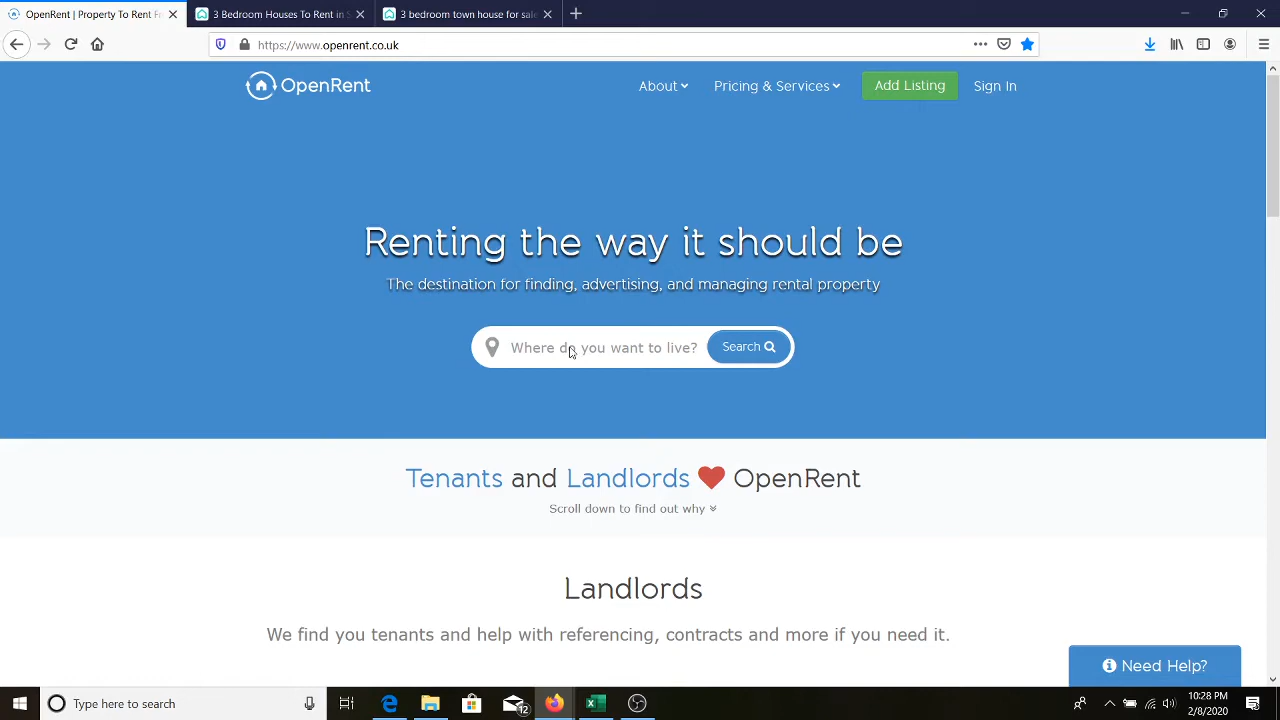 OpenRent | Property To Rent F
3 Bedroom Houses To Rent in S
3 bedroom town house for sale
https://www.openrent.co.uk
OpenRent
About
Pricing & Services
Add Listing
Sign In
Renting the way it should be
The destination for finding, advertising, and managing rental property
Where do you want to live?
Search
Tenants and Landlords OpenRent
Scroll down to find out why
Landlords
We find you tenants and help with referencing, contracts and more if you need it.
Need Help?
Type here to search
12
10:28 PM
2/8/2020